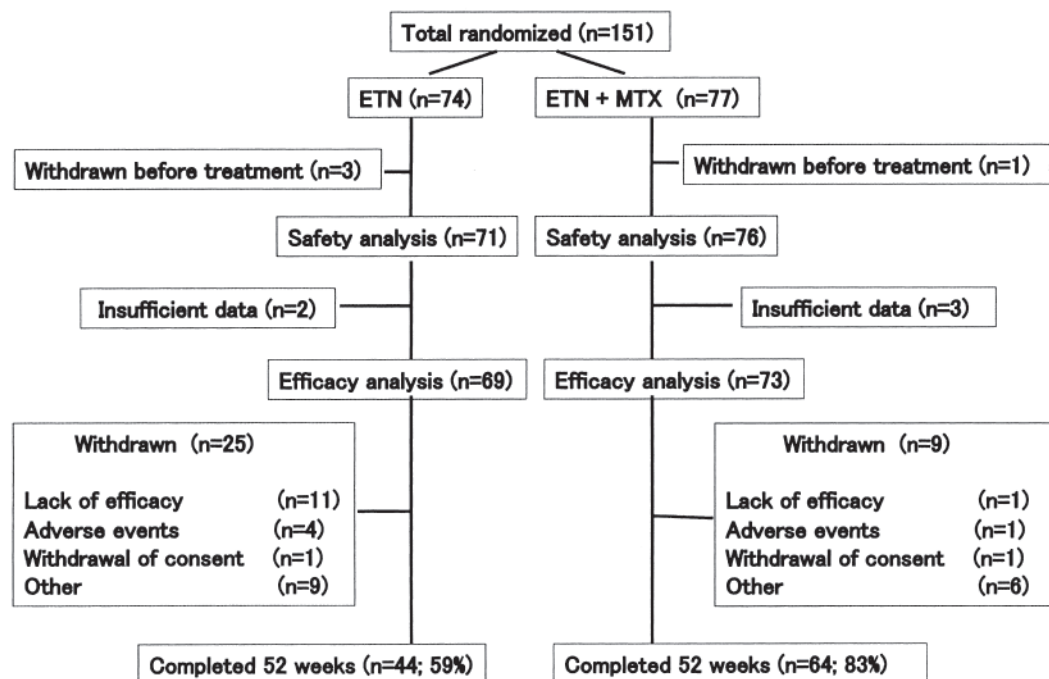 Total randomized (n=151)
ETN (n=74)
ETN + MTX (n=77)
Withdrawn before treatment (n=3)
Withdrawn before treatment (n=1)
Safety analysis (n=71)
Safety analysis (n=76)
Insufficient data (n=2)
Insufficient data (n=3)
Efficacy analysis (n=69)
Efficacy analysis (n=73)
Withdrawn (n=25)
Lack of efficacy (n=11)
Adverse events (n=4)
Withdrawal of consent (n=1)
Other (n=9)
Withdrawn (n=9)
Lack of efficacy (n=1)
Adverse events (n=1)
Withdrawal of consent (n=1)
Other (n=6)
Completed 52 weeks (n=44; 59%)
Completed 52 weeks (n=64; 83%)